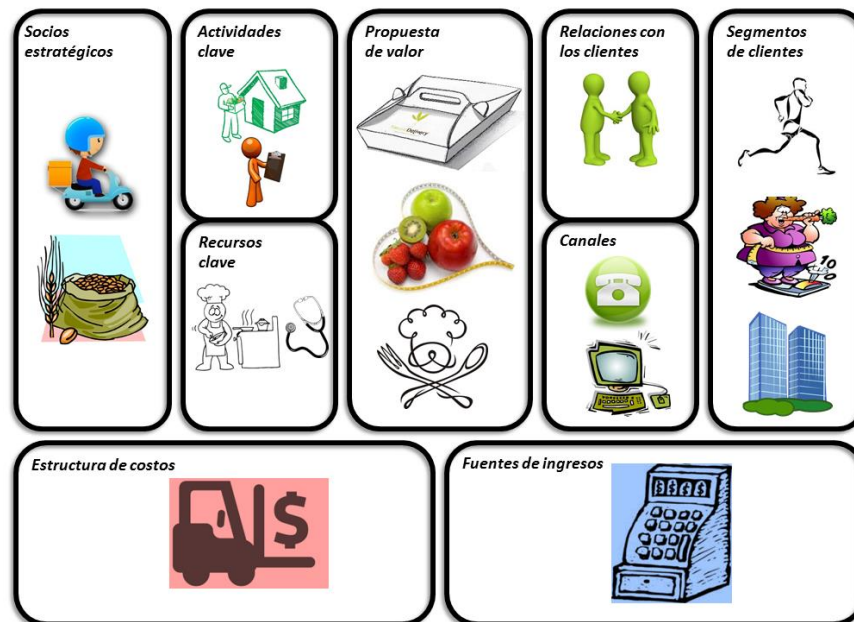 Socios
estratégicos
Actividades
clave
Recursos
clave
Propuesta
de valor
Relaciones con
los clientes
Canales
Segmentos
de clientes
Estructura de costos
Fuentes de ingresos
$
$$$$